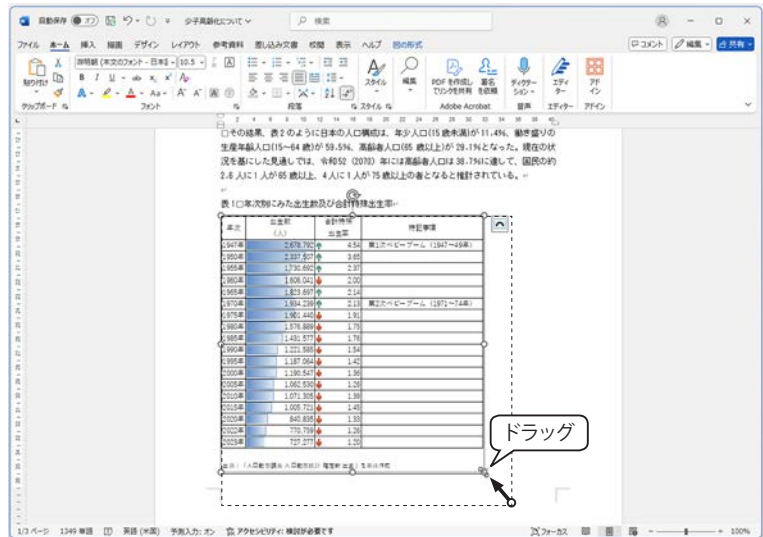 自動保存 オフ 少子高齢化について 検索
ファイル ホーム 挿入 描画 デザイン レイアウト 参考資料 差し込み文書 校閲 表示 ヘルプ 図の形式 コメント 編集 共有
貼り付け 游明朝 (本文のフォント - 日本語 10.5 スタイル 編集 PDF を作成してリンクを共有 署名を依頼 ディクテーション エディター アドイン
クリップボード フォント 段落 スタイル Adobe Acrobat 音声 エディター アドイン
□その結果、表2のように日本の人口構成は、年少人口(15 歳未満)が 11.4%、働き盛りの
生産年齢人口(15~64 歳)が 59.5%、高齢者人口(65 歳以上)が 29.1%となった。現在の状
況を基にした見通しでは、令和52(2070)年には高齢者人口は 38.7%に達して、国民の約
2.6 人に 1 人が 65 歳以上、4 人に 1 人が 75 歳以上の者となると推計されている。
表 1□年次別にみた出生数及び合計特殊出生率
年次 出生数 (人) 合計特殊出生率 特記事項
1947年 2,678,792 4.54 第1次ベビーブーム (1947~49年)
1950年 2,337,507 3.65
1955年 1,730,692 2.37
1960年 1,606,041 2.00
1965年 1,823,697 2.14
1970年 1,934,239 2.13 第2次ベビーブーム (1971~74年)
1975年 1,901,440 1.91
1980年 1,576,889 1.75
1985年 1,431,577 1.76
1990年 1,221,585 1.54
1995年 1,187,064 1.42
2000年 1,190,547 1.36
2005年 1,062,530 1.26
2010年 1,071,305 1.39
2015年 1,005,721 1.45
2020年 840,835 1.33
2022年 770,759 1.26
2023年 727,277 1.20
ドラッグ
1/3 ページ 1349 単語 英語 (米国) 予測入力: オン アクセシビリティ: 検討が必要です フォーカス 100%